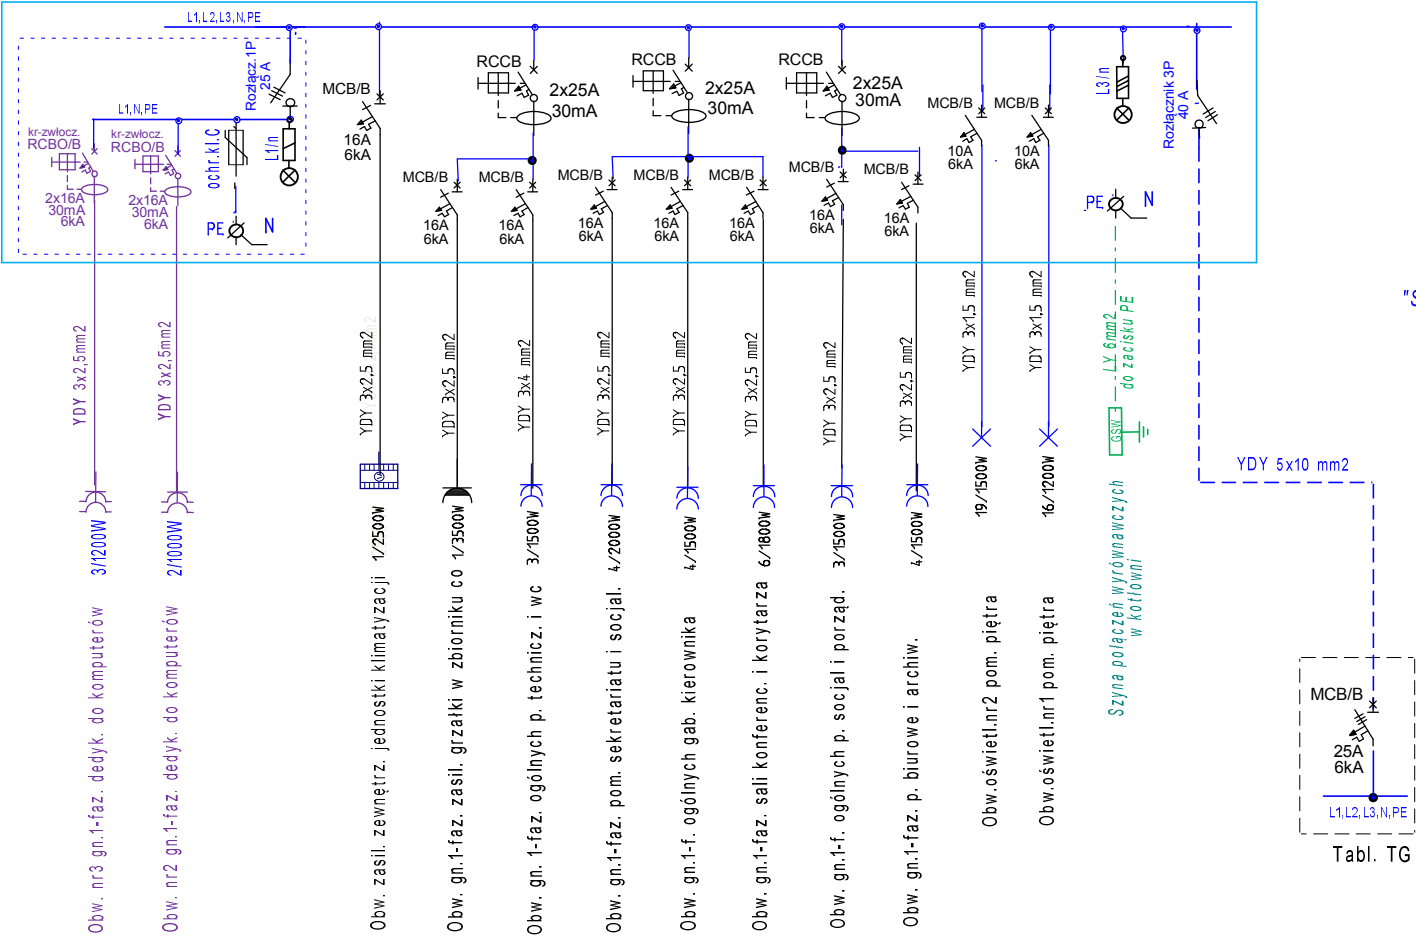 L1,L2,L3,N,PE
Rozłącz.1P
25 A
L1,N,PE
kr-zwłocz.
RCBO/B
2x16A
30mA
6kA
kr-zwłocz.
RCBO/B
2x16A
30mA
6kA
ochr.kl.C
L1/n
PE
N
MCB/B
16A
6kA
RCCB
2x25A
30mA
MCB/B
16A
6kA
MCB/B
16A
6kA
RCCB
2x25A
30mA
MCB/B
16A
6kA
MCB/B
16A
6kA
MCB/B
16A
6kA
RCCB
2x25A
30mA
MCB/B
16A
6kA
MCB/B
16A
6kA
MCB/B
10A
6kA
MCB/B
10A
6kA
L3/n
PE
N
Rozłącznik 3P
40 A
YDY 3x2,5mm2
YDY 3x2,5mm2
YDY 3x2,5 mm2
YDY 3x2,5 mm2
YDY 3x4 mm2
YDY 3x2,5 mm2
YDY 3x2,5 mm2
YDY 3x2,5 mm2
YDY 3x2,5 mm2
YDY 3x2,5 mm2
YDY 3x1,5 mm2
YDY 3x1,5 mm2
LY 6mm2
do zacisku PE
GSW
YDY 5x10 mm2
"S
3/1200W
2/1000W
1/2500W
1/3500W
3/1500W
4/2000W
4/1500W
6/1800W
3/1500W
4/1500W
19/1500W
16/1200W
Obw. nr3 gn.1-faz. dedyk. do komputerów
Obw. nr2 gn.1-faz. dedyk. do komputerów
Obw. zasil. zewnętrz. jednostki klimatyzacji
Obw. gn.1-faz. zasil. grzałki w zbiorniku co
Obw. gn. 1-faz. ogólnych p. technicz. i wc
Obw. gn.1-faz. pom. sekretariatu i socjal.
Obw. gn.1-f. ogólnych gab. kierownika
Obw. gn.1-faz. sali konferenc. i korytarza
Obw. gn.1-f. ogólnych p. socjal i porząd.
Obw. gn.1-faz. p. biurowe i archiw.
Obw.oświetl.nr2 pom. piętra
Obw.oświetl.nr1 pom. piętra
Szyna połączeń wyrównawczych
w kotłowni
MCB/B
25A
6kA
L1,L2,L3,N,PE
Tabl. TG